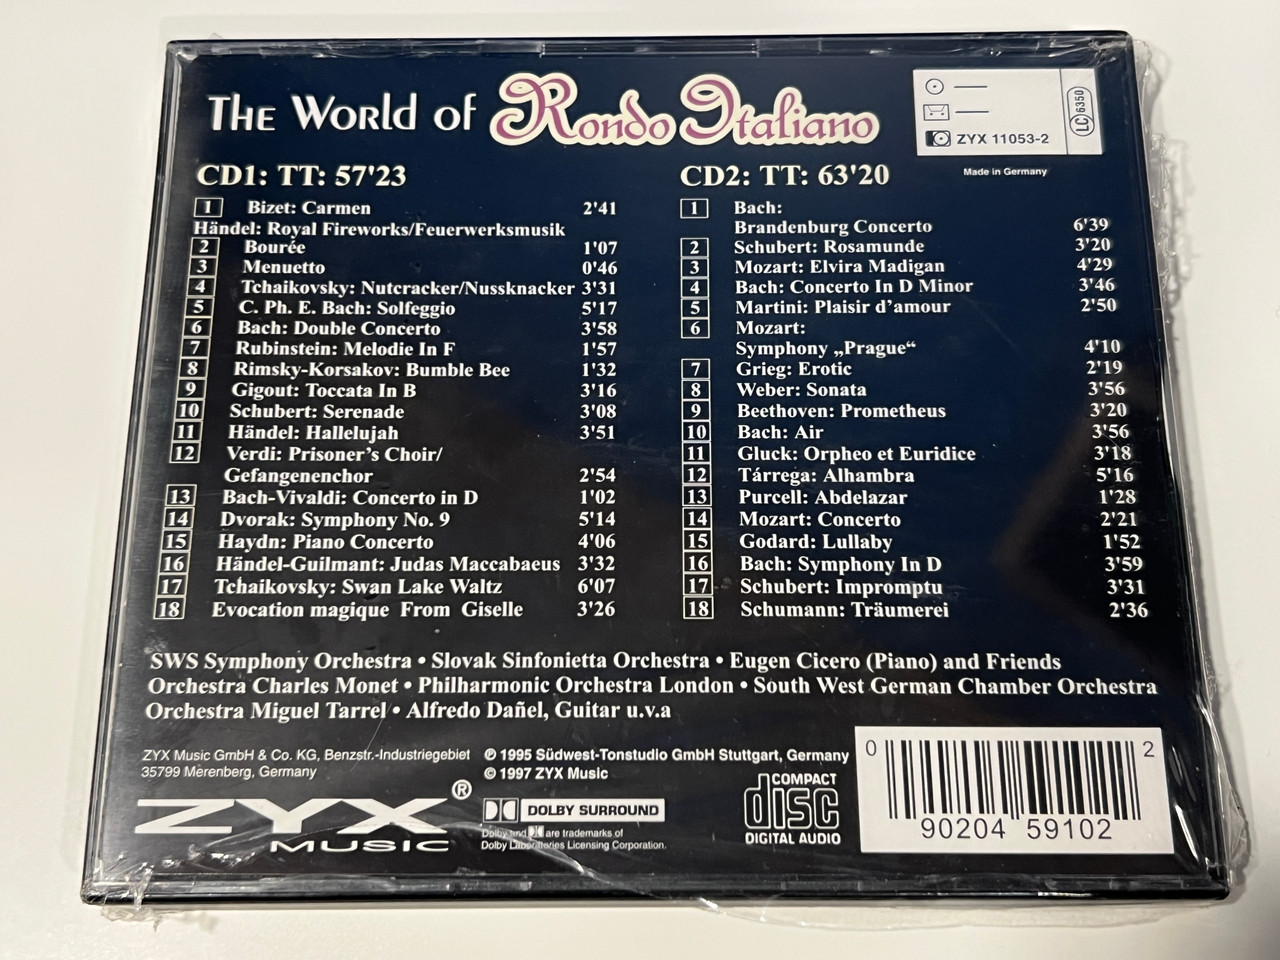 The World of Rondo Italiano
ZYX 11053-2
LC 6350
Made in Germany
CD1: TT: 57'23
1 Bizet: Carmen 2'41
Händel: Royal Fireworks/Feuerwerksmusik
2 Bourée 1'07
3 Menuetto 0'46
4 Tchaikovsky: Nutcracker/Nussknacker 3'31
5 C. Ph. E. Bach: Solfeggio 5'17
6 Bach: Double Concerto 3'58
7 Rubinstein: Melodie In F 1'57
8 Rimsky-Korsakov: Bumble Bee 1'32
9 Gigout: Toccata In B 3'16
10 Schubert: Serenade 3'08
11 Händel: Hallelujah 3'51
12 Verdi: Prisoner's Choir/
Gefangenenchor 2'54
13 Bach-Vivaldi: Concerto in D 1'02
14 Dvorak: Symphony No. 9 5'14
15 Haydn: Piano Concerto 4'06
16 Händel-Guilmant: Judas Maccabaeus 3'32
17 Tchaikovsky: Swan Lake Waltz 6'07
18 Evocation magique From Giselle 3'26
CD2: TT: 63'20
1 Bach:
Brandenburg Concerto 6'39
2 Schubert: Rosamunde 3'20
3 Mozart: Elvira Madigan 4'29
4 Bach: Concerto In D Minor 3'46
5 Martini: Plaisir d'amour 2'50
6 Mozart:
Symphony „Prague“ 4'10
7 Grieg: Erotic 2'19
8 Weber: Sonata 3'56
9 Beethoven: Prometheus 3'20
10 Bach: Air 3'56
11 Gluck: Orpheo et Euridice 3'18
12 Tárrega: Alhambra 5'16
13 Purcell: Abdelazar 1'28
14 Mozart: Concerto 2'21
15 Godard: Lullaby 1'52
16 Bach: Symphony In D 3'59
17 Schubert: Impromptu 3'31
18 Schumann: Träumerei 2'36
SWS Symphony Orchestra • Slovak Sinfonietta Orchestra • Eugen Cicero (Piano) and Friends
Orchestra Charles Monet • Philharmonic Orchestra London • South West German Chamber Orchestra
Orchestra Miguel Tarrel • Alfredo Dañel, Guitar u.v.a
ZYX Music GmbH & Co. KG, Benzstr.-Industriegebiet
35799 Merenberg, Germany
℗ 1995 Südwest-Tonstudio GmbH Stuttgart, Germany
© 1997 ZYX Music
ZYX ®
MUSIC
DOLBY SURROUND
Dolby and are trademarks of
Dolby Laboratories Licensing Corporation.
COMPACT
disc
DIGITAL AUDIO
0 90204 59102 2